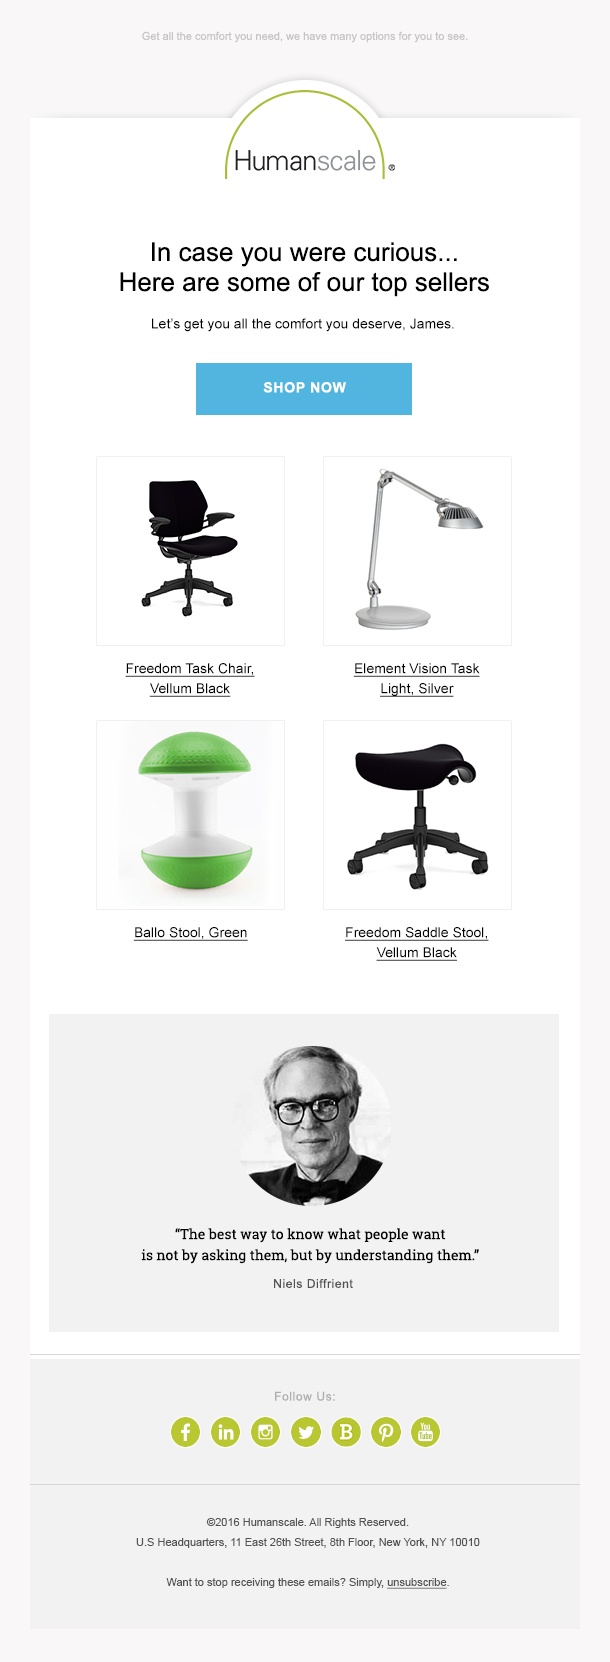 Get all the comfort you need, we have many options for you to see.
Humanscale ®
In case you were curious...
Here are some of our top sellers
Let's get you all the comfort you deserve, James.
SHOP NOW
Freedom Task Chair,
Vellum Black
Element Vision Task
Light, Silver
Ballo Stool, Green
Freedom Saddle Stool,
Vellum Black
“The best way to know what people want
is not by asking them, but by understanding them.”
Niels Diffrient
Follow Us:
f in B You Tube
©2016 Humanscale. All Rights Reserved.
U.S Headquarters, 11 East 26th Street, 8th Floor, New York, NY 10010
Want to stop receiving these emails? Simply, unsubscribe.